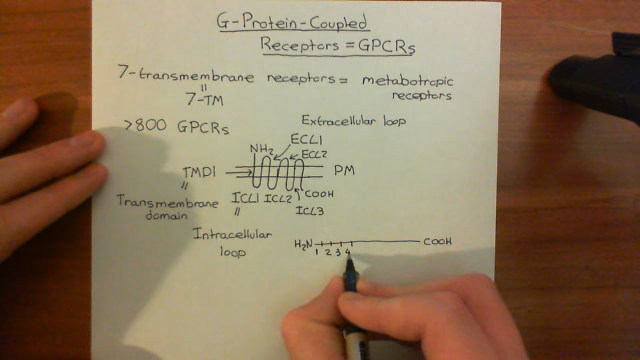 G-Protein-Coupled
Receptors = GPCRs
7-transmembrane receptors = metabotropic
receptors
=
7-TM
>800 GPCRs
Extracellular loop
ECL1
NH2
ECL2
TMD1
PM
=
Transmembrane
domain
ICL1 ICL2
COOH
=
ICL3
Intracellular
loop
H2N
COOH
1 2 3 4